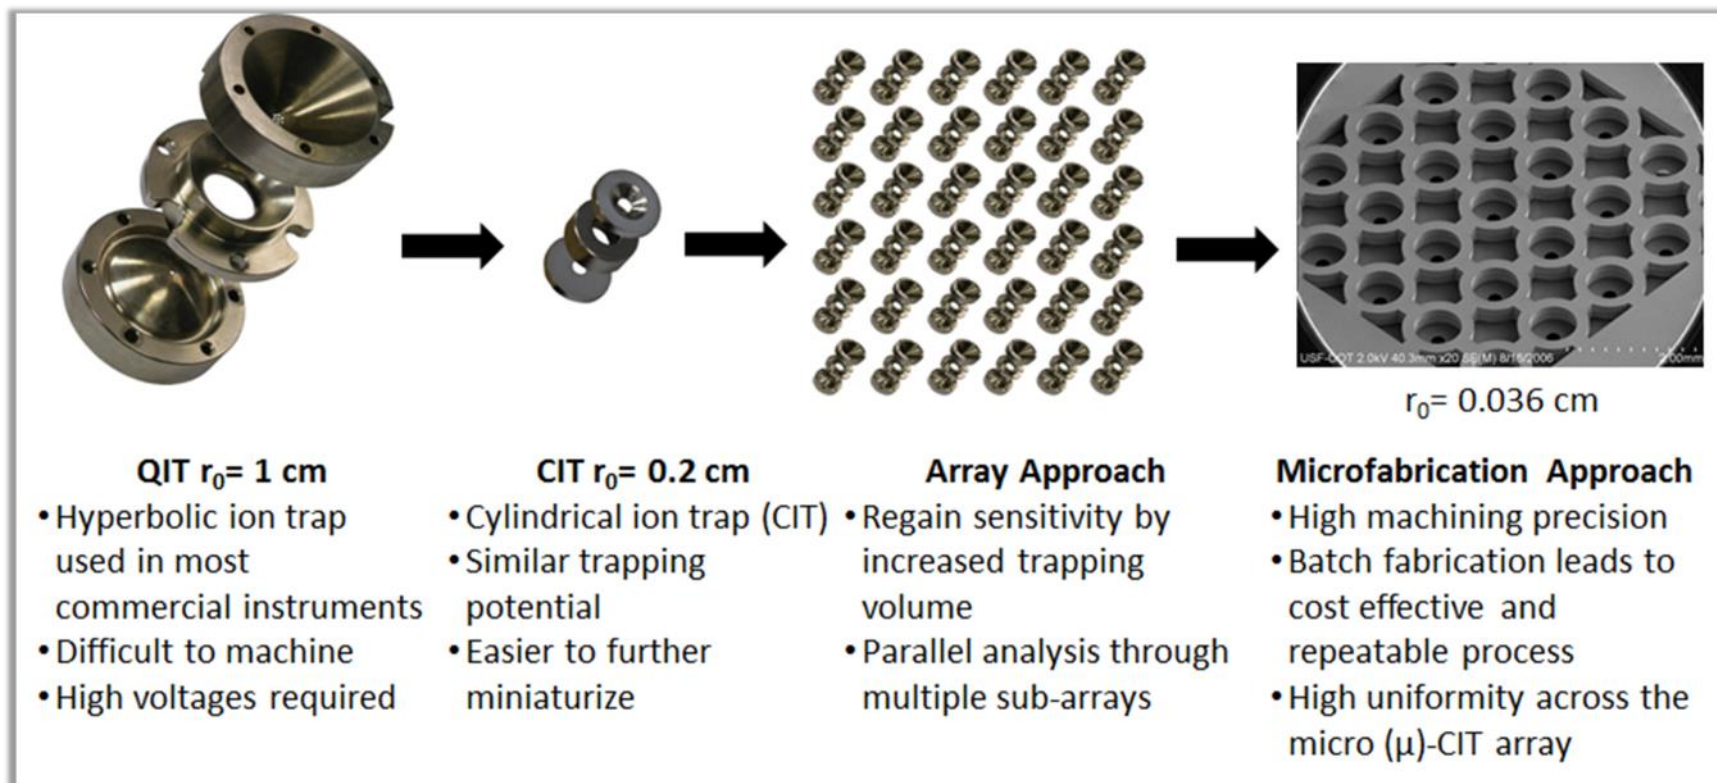 USF-COT 2.0kV 40.3mm x20 SE(M) 8/16/2006
2.00mm
r₀= 0.036 cm
QIT r₀= 1 cm
• Hyperbolic ion trap
used in most
commercial instruments
• Difficult to machine
• High voltages required
CIT r₀= 0.2 cm
• Cylindrical ion trap (CIT)
• Similar trapping
potential
• Easier to further
miniaturize
Array Approach
• Regain sensitivity by
increased trapping
volume
• Parallel analysis through
multiple sub-arrays
Microfabrication Approach
• High machining precision
• Batch fabrication leads to
cost effective and
repeatable process
• High uniformity across the
micro (µ)-CIT array